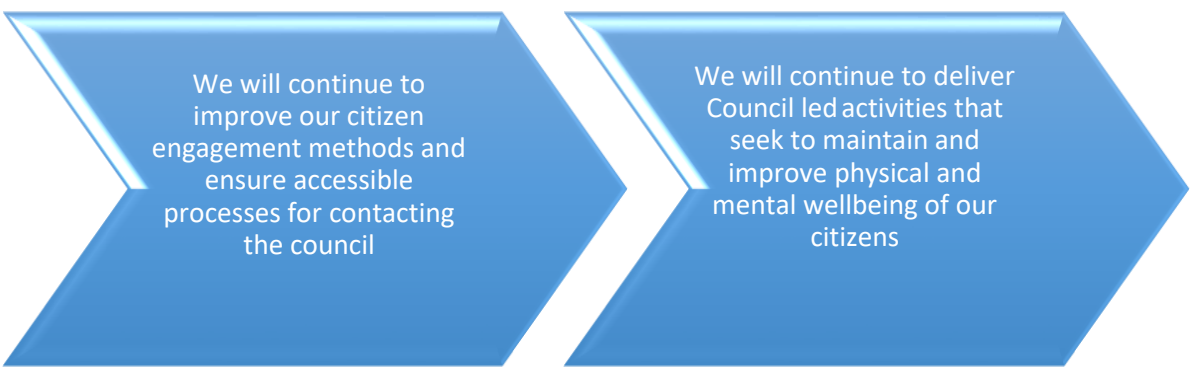 We will continue to
improve our citizen
engagement methods and
ensure accessible
processes for contacting
the council
We will continue to deliver
Council led activities that
seek to maintain and
improve physical and
mental wellbeing of our
citizens